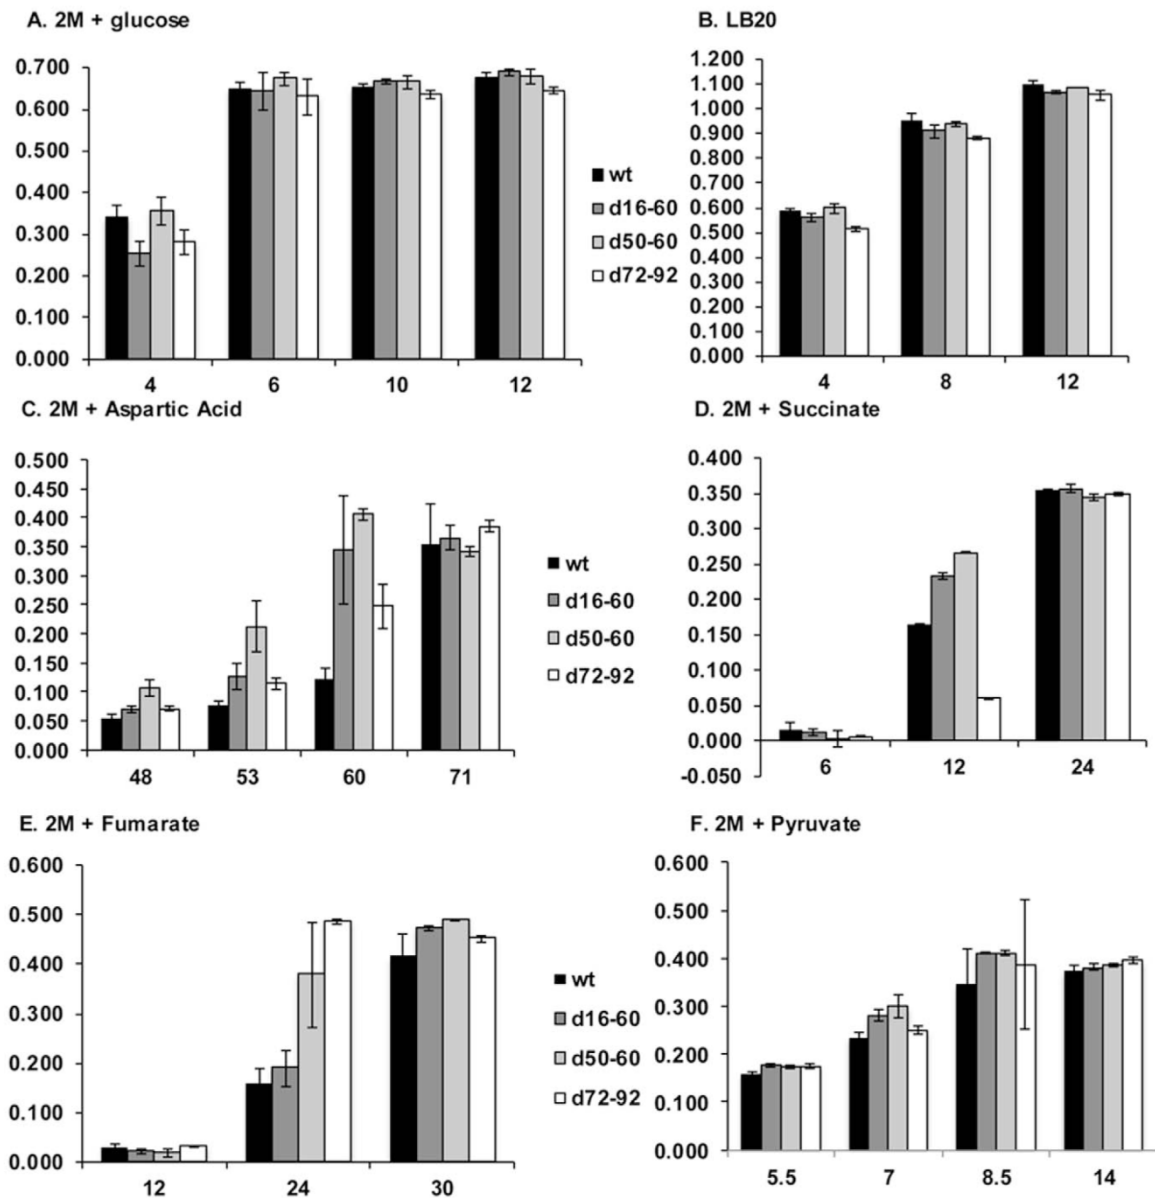 A. 2M + glucose
0.700
0.600
0.500
0.400
0.300
0.200
0.100
0.000
4 6 10 12
wt
d16-60
d50-60
d72-92
B. LB20
1.200
1.100
1.000
0.900
0.800
0.700
0.600
0.500
0.400
0.300
0.200
0.100
0.000
4 8 12
C. 2M + Aspartic Acid
0.500
0.450
0.400
0.350
0.300
0.250
0.200
0.150
0.100
0.050
0.000
48 53 60 71
wt
d16-60
d50-60
d72-92
D. 2M + Succinate
0.400
0.350
0.300
0.250
0.200
0.150
0.100
0.050
0.000
-0.050
6 12 24
E. 2M + Fumarate
0.600
0.500
0.400
0.300
0.200
0.100
0.000
12 24 30
wt
d16-60
d50-60
d72-92
F. 2M + Pyruvate
0.600
0.500
0.400
0.300
0.200
0.100
0.000
5.5 7 8.5 14